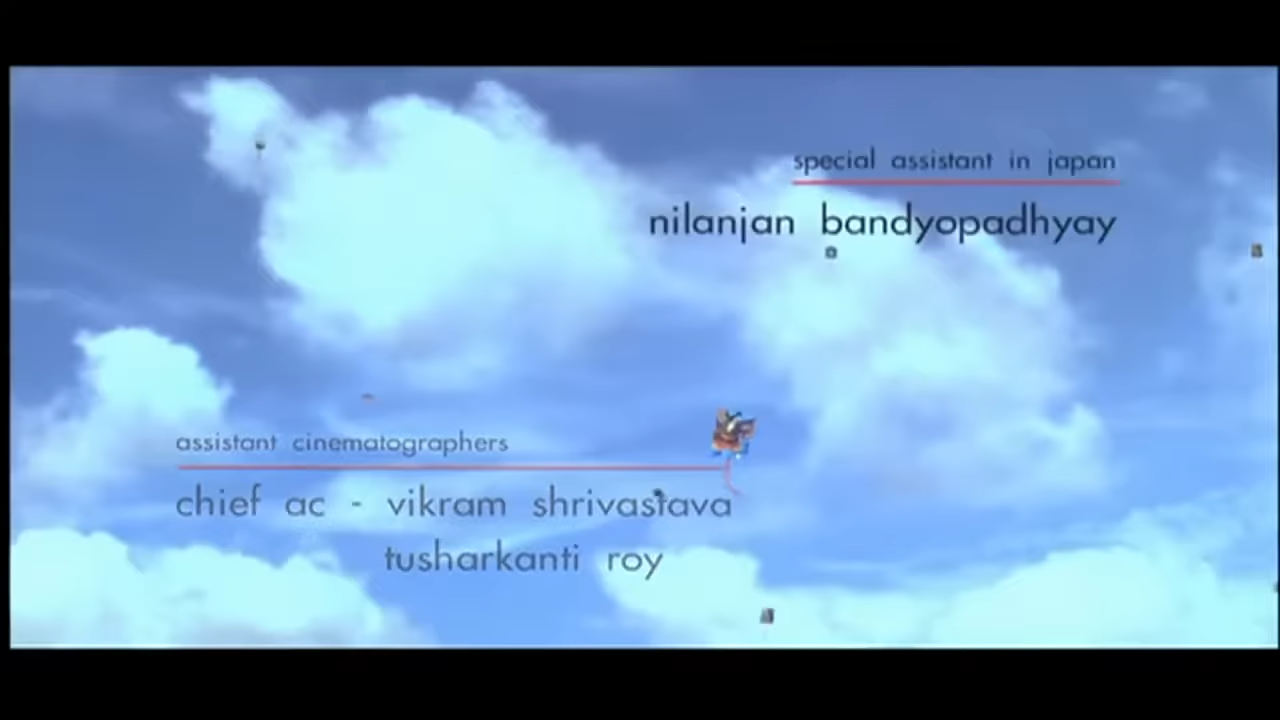 special assistant in japan
nilanjan bandyopadhyay
assistant cinematographers
chief ac - vikram shrivastava
tusharkanti roy